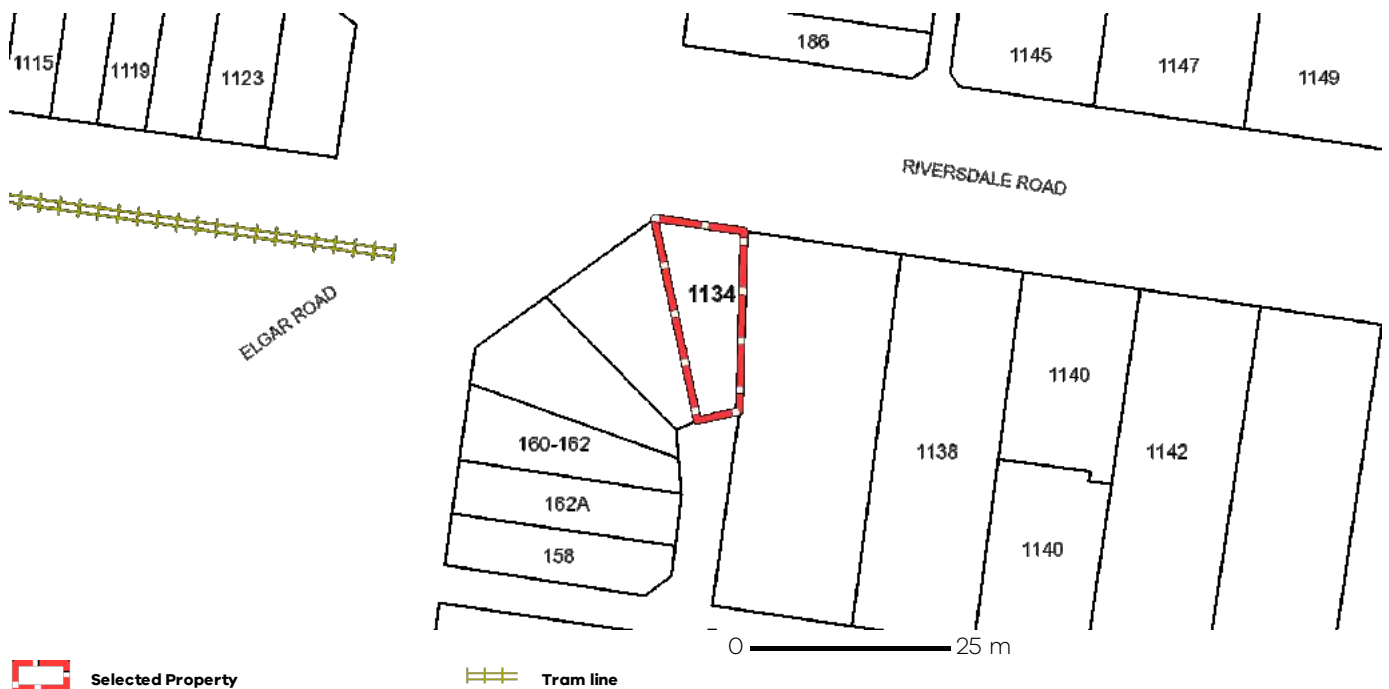 1115
1119
1123
186
1145
1147
1149
RIVERSDALE ROAD
ELGAR ROAD
1134
1140
160-162
1138
1142
162A
158
1140
0 25 m
Selected Property
Tram line